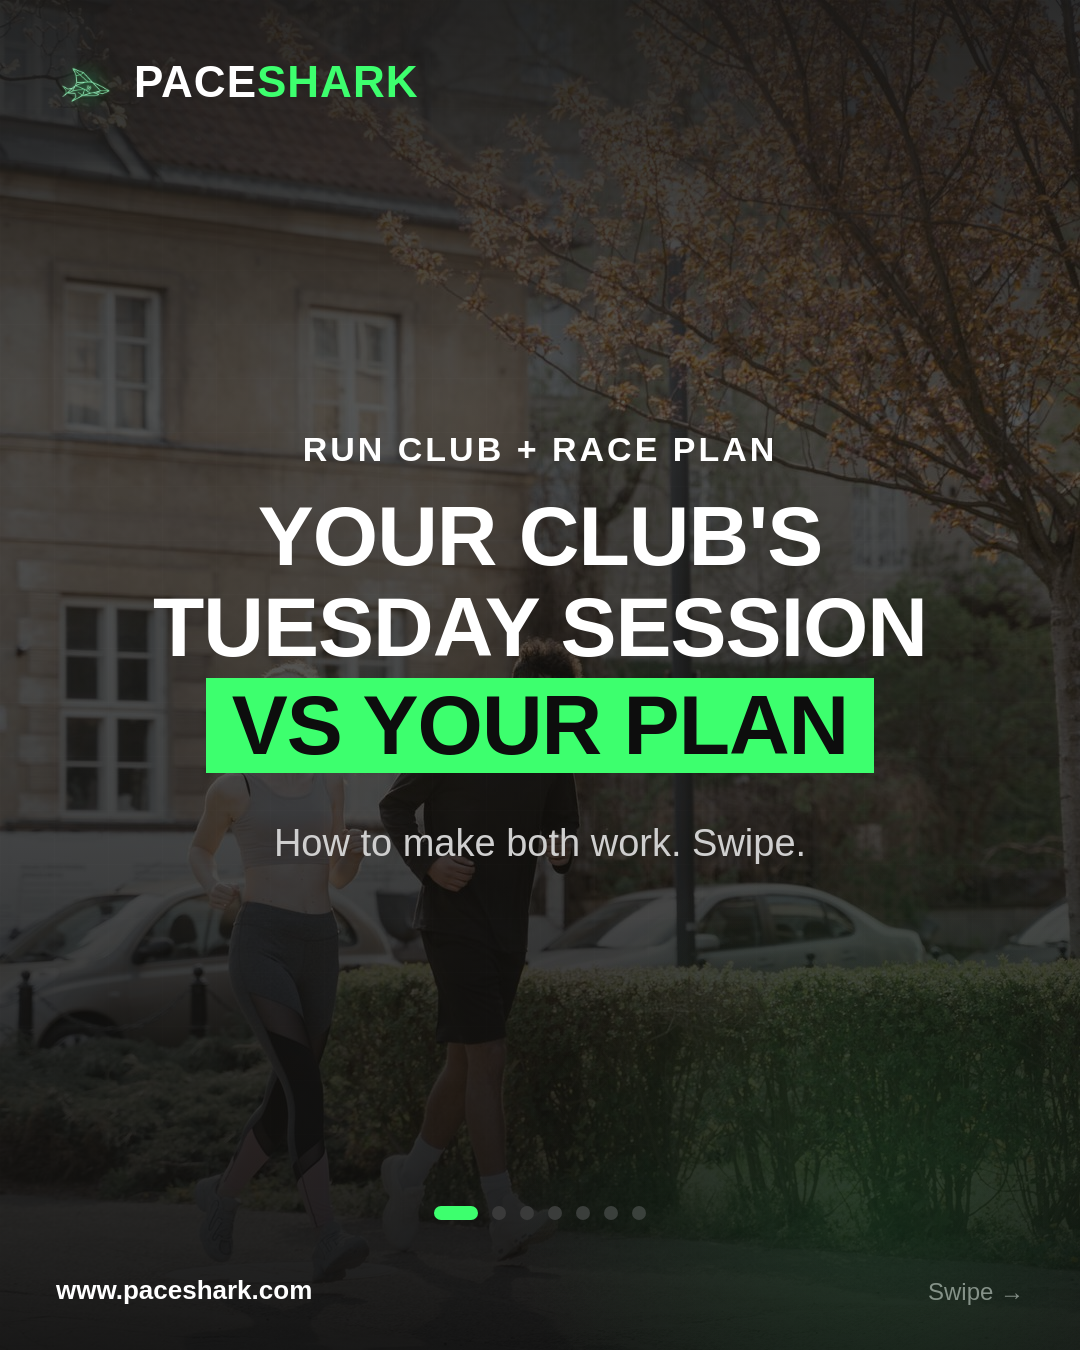 PACESHARK
RUN CLUB + RACE PLAN
YOUR CLUB'S
TUESDAY SESSION
VS YOUR PLAN
How to make both work. Swipe.
www.paceshark.com
Swipe →